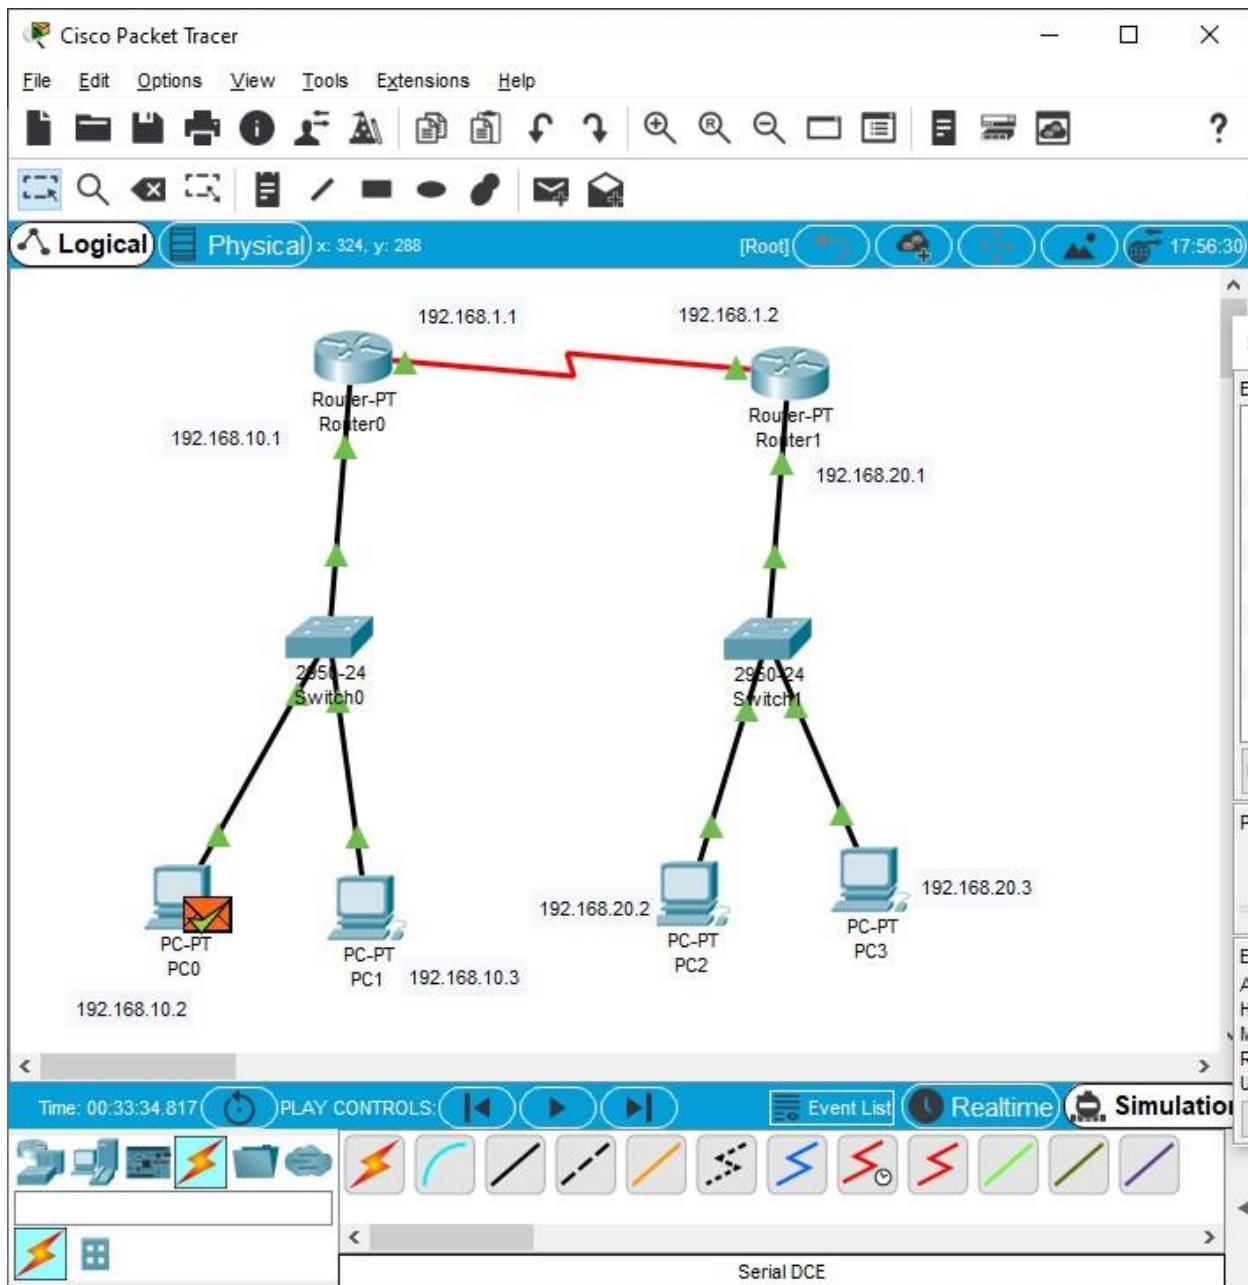 Cisco Packet Tracer
File Edit Options View Tools Extensions Help
?
Logical Physical x: 324, y: 288 [Root] 17:56:30
192.168.1.1
192.168.1.2
Router-PT
Router0
Router-PT
Router1
192.168.10.1
192.168.20.1
2950-24
Switch0
2950-24
Switch1
PC-PT
PC0
192.168.10.2
PC-PT
PC1
192.168.10.3
192.168.20.2
PC-PT
PC2
PC-PT
PC3
192.168.20.3
Time: 00:33:34.817 PLAY CONTROLS: Event List Realtime Simulatio
Serial DCE